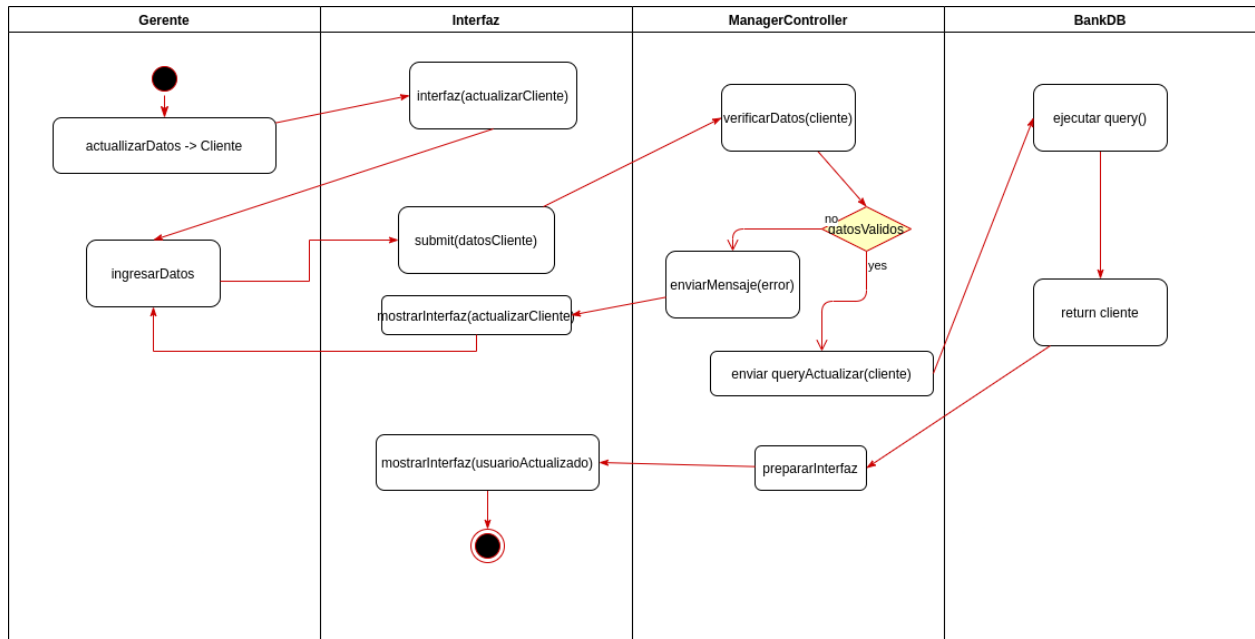 Gerente
Interfaz
ManagerController
BankDB
actuallizarDatos -> Cliente
interfaz(actualizarCliente)
verificarDatos(cliente)
ejecutar query()
ingresarDatos
submit(datosCliente)
no
datosValidos
yes
enviarMensaje(error)
mostrarInterfaz(actualizarCliente)
return cliente
enviar queryActualizar(cliente)
mostrarInterfaz(usuarioActualizado)
prepararInterfaz